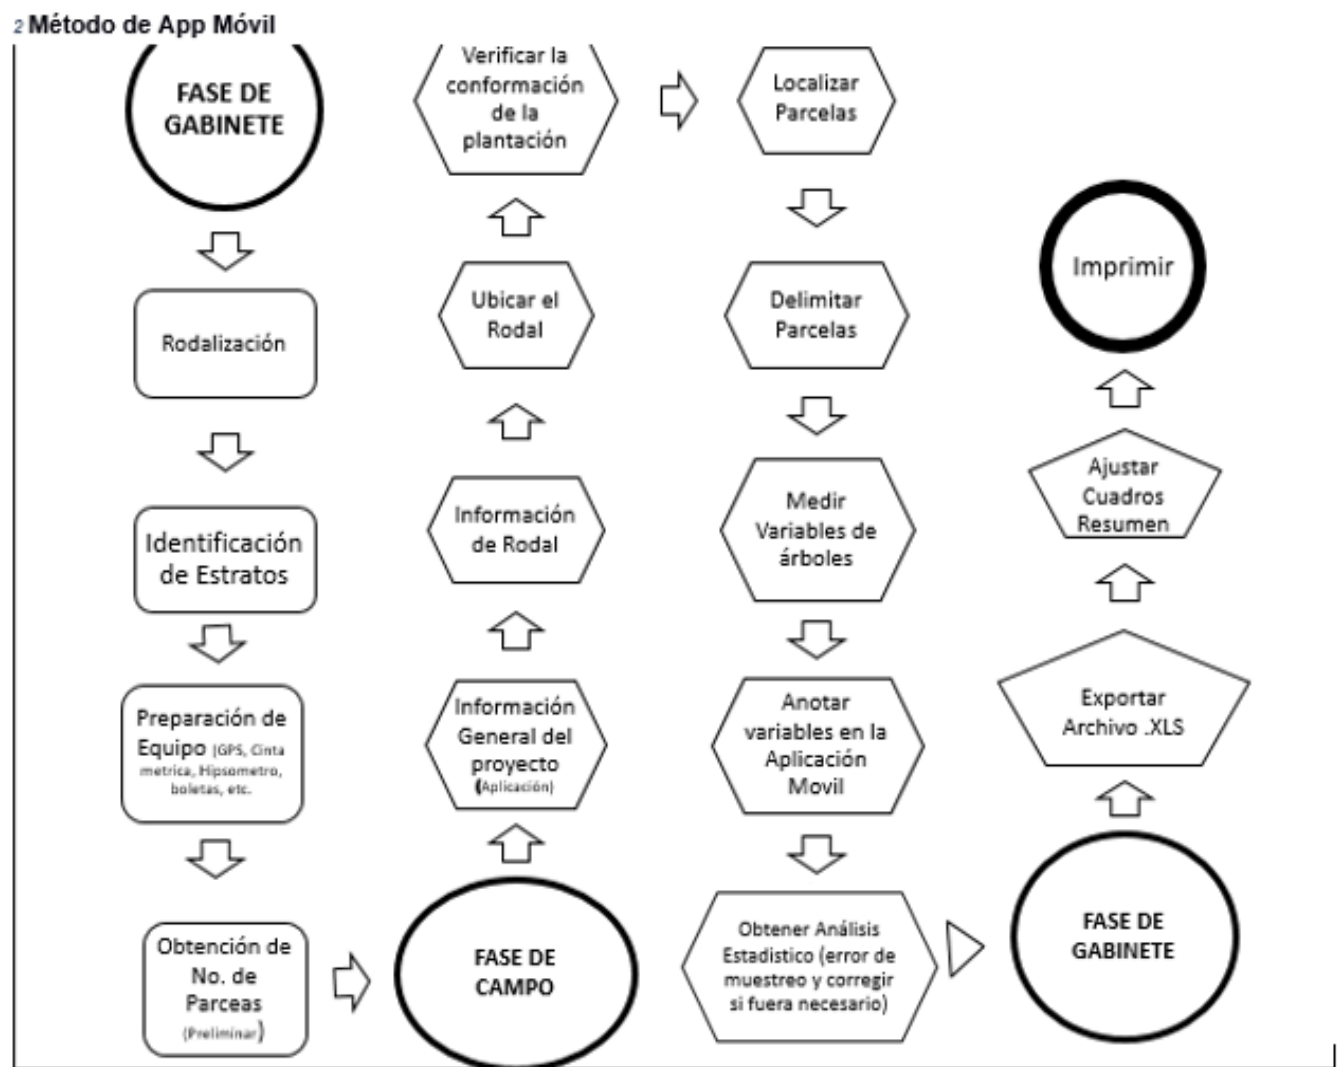 2 Método de App Móvil
FASE DE
GABINETE
Rodalización
Identificación
de Estratos
Preparación de
Equipo (GPS, Cinta
metrica, Hipsometro,
boletas, etc.
Obtención de
No. de
Parceas
(Preliminar)
FASE DE
CAMPO
Información
General del
proyecto
(Aplicación)
Información
de Rodal
Ubicar el
Rodal
Verificar la
conformación
de la
plantación
Localizar
Parcelas
Delimitar
Parcelas
Medir
Variables de
árboles
Anotar
variables en la
Aplicación
Movil
Obtener Análisis
Estadistico (error de
muestreo y corregir
si fuera necesario)
FASE DE
GABINETE
Exportar
Archivo .XLS
Ajustar
Cuadros
Resumen
Imprimir